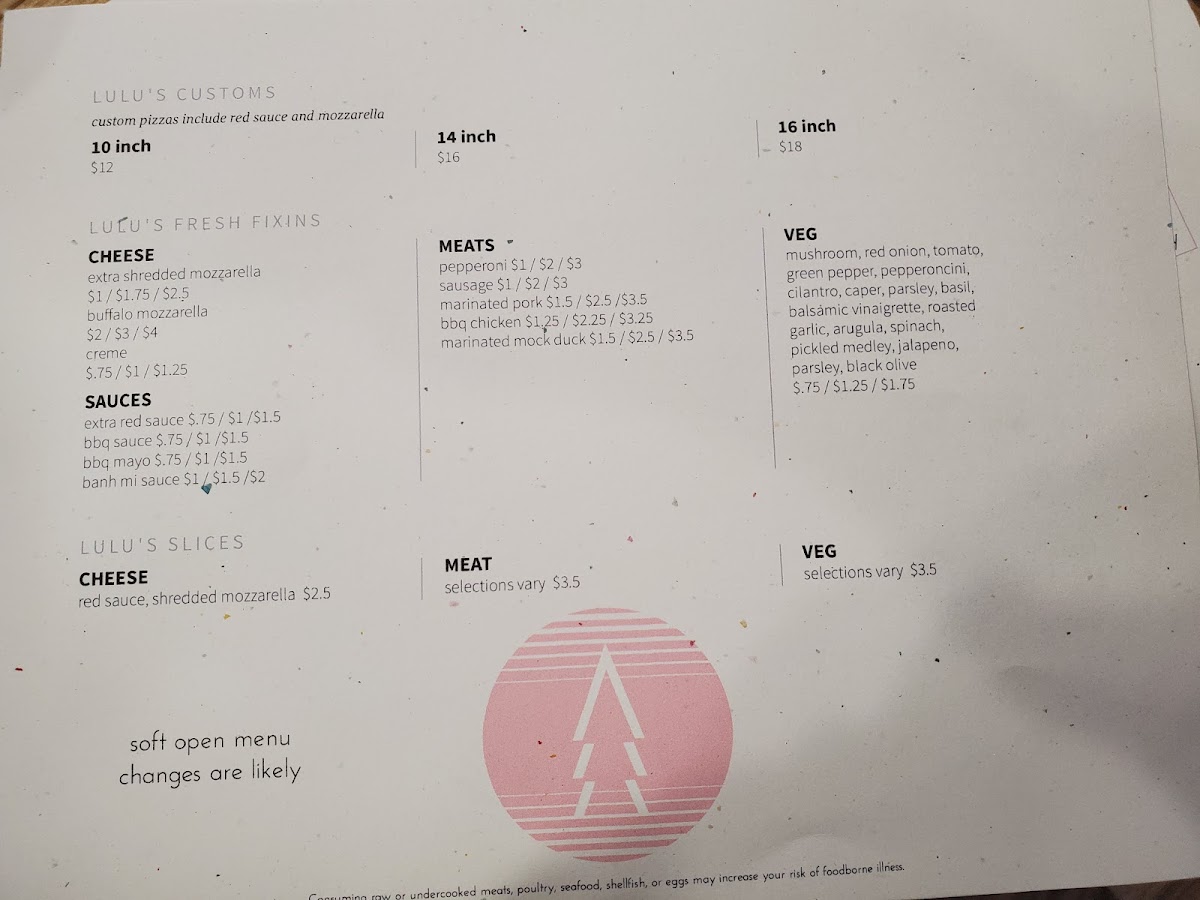 LULU'S CUSTOMS
custom pizzas include red sauce and mozzarella
10 inch
$12
14 inch
$16
16 inch
$18
LULU'S FRESH FIXINS
CHEESE
extra shredded mozzarella
$1 / $1.75 / $2.5
buffalo mozzarella
$2 / $3 / $4
creme
$.75 / $1 / $1.25
SAUCES
extra red sauce $.75 / $1 /$1.5
bbq sauce $.75 / $1 /$1.5
bbq mayo $.75 / $1 /$1.5
banh mi sauce $1 / $1.5 /$2
MEATS
pepperoni $1 / $2 / $3
sausage $1 / $2 / $3
marinated pork $1.5 / $2.5 /$3.5
bbq chicken $1.25 / $2.25 / $3.25
marinated mock duck $1.5 / $2.5 / $3.5
VEG
mushroom, red onion, tomato,
green pepper, pepperoncini,
cilantro, caper, parsley, basil,
balsamic vinaigrette, roasted
garlic, arugula, spinach,
pickled medley, jalapeno,
parsley, black olive
$.75 / $1.25 / $1.75
LULU'S SLICES
CHEESE
red sauce, shredded mozzarella $2.5
MEAT
selections vary $3.5
VEG
selections vary $3.5
soft open menu
changes are likely
Consuming raw or undercooked meats, poultry, seafood, shellfish, or eggs may increase your risk of foodborne illness.